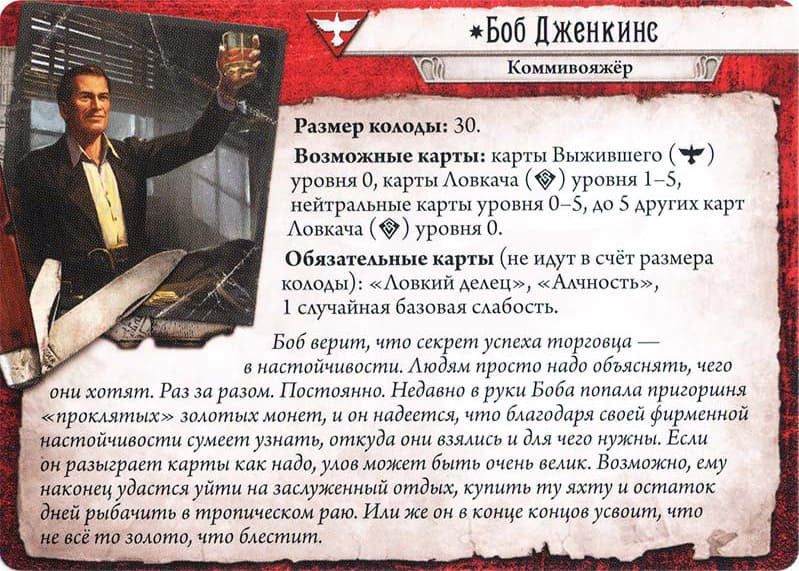 *Боб Дженкинс
Коммивояжёр
Размер колоды: 30.
Возможные карты: карты Выжившего ( )
уровня 0, карты Ловкача ( ) уровня 1–5,
нейтральные карты уровня 0–5, до 5 других карт
Ловкача ( ) уровня 0.
Обязательные карты (не идут в счёт размера
колоды): «Ловкий делец», «Алчность»,
1 случайная базовая слабость.
Боб верит, что секрет успеха торговца —
в настойчивости. Людям просто надо объяснять, чего
они хотят. Раз за разом. Постоянно. Недавно в руки Боба попала пригоршня
«проклятых» золотых монет, и он надеется, что благодаря своей фирменной
настойчивости сумеет узнать, откуда они взялись и для чего нужны. Если
он разыграет карты как надо, улов может быть очень велик. Возможно, ему
наконец удастся уйти на заслуженный отдых, купить ту яхту и остаток
дней рыбачить в тропическом раю. Или же он в конце концов усвоит, что
не всё то золото, что блестит.